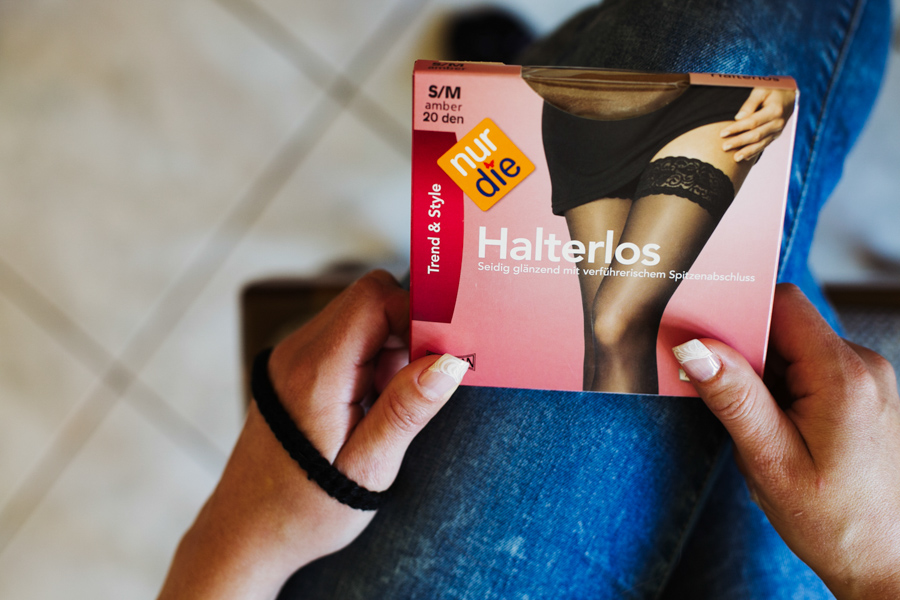 S/M
Halterlos
S/M
amber
20 den
nur
die
Trend & Style
Halterlos
Seidig glänzend mit verführerischem Spitzenabschluss